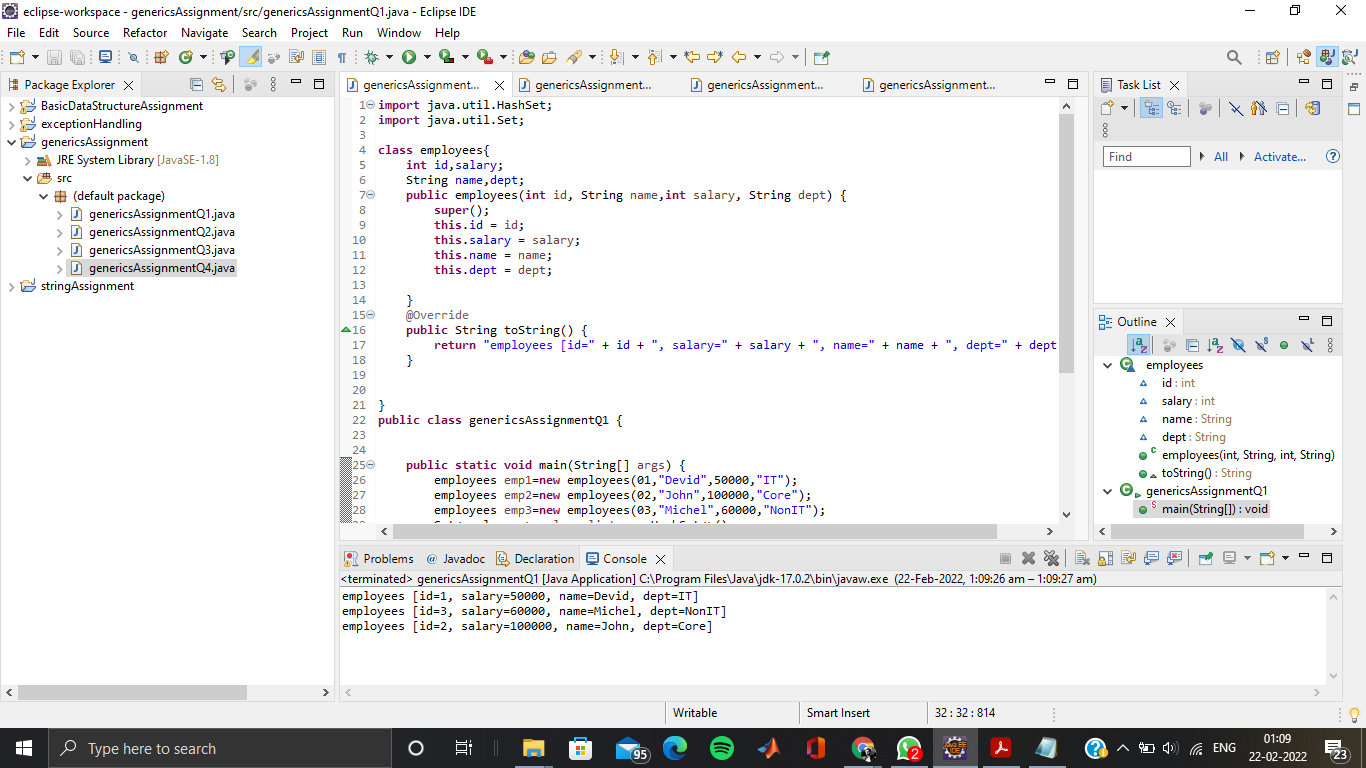 eclipse-workspace - genericsAssignment/src/genericsAssignmentQ1.java - Eclipse IDE
File Edit Source Refactor Navigate Search Project Run Window Help
Package Explorer
BasicDataStructureAssignment
exceptionHandling
genericsAssignment
JRE System Library [JavaSE-1.8]
src
(default package)
genericsAssignmentQ1.java
genericsAssignmentQ2.java
genericsAssignmentQ3.java
genericsAssignmentQ4.java
stringAssignment
genericsAssignment... genericsAssignment... genericsAssignment... genericsAssignment...
1 import java.util.HashSet;
2 import java.util.Set;
3
4 class employees{
5 int id,salary;
6 String name,dept;
7 public employees(int id, String name,int salary, String dept) {
8 super();
9 this.id = id;
10 this.salary = salary;
11 this.name = name;
12 this.dept = dept;
13
14 }
15 @Override
16 public String toString() {
17 return "employees [id=" + id + ", salary=" + salary + ", name=" + name + ", dept=" + dept
18 }
19
20
21 }
22 public class genericsAssignmentQ1 {
23
24
25 public static void main(String[] args) {
26 employees emp1=new employees(01,"Devid",50000,"IT");
27 employees emp2=new employees(02,"John",100000,"Core");
28 employees emp3=new employees(03,"Michel",60000,"NonIT");
Task List
Find All Activate...
Outline
employees
id : int
salary : int
name : String
dept : String
employees(int, String, int, String)
toString() : String
genericsAssignmentQ1
main(String[]) : void
Problems @ Javadoc Declaration Console
<terminated> genericsAssignmentQ1 [Java Application] C:\Program Files\Java\jdk-17.0.2\bin\javaw.exe (22-Feb-2022, 1:09:26 am – 1:09:27 am)
employees [id=1, salary=50000, name=Devid, dept=IT]
employees [id=3, salary=60000, name=Michel, dept=NonIT]
employees [id=2, salary=100000, name=John, dept=Core]
Writable Smart Insert 32 : 32 : 814
Type here to search
95
2
ENG
01:09
22-02-2022
23